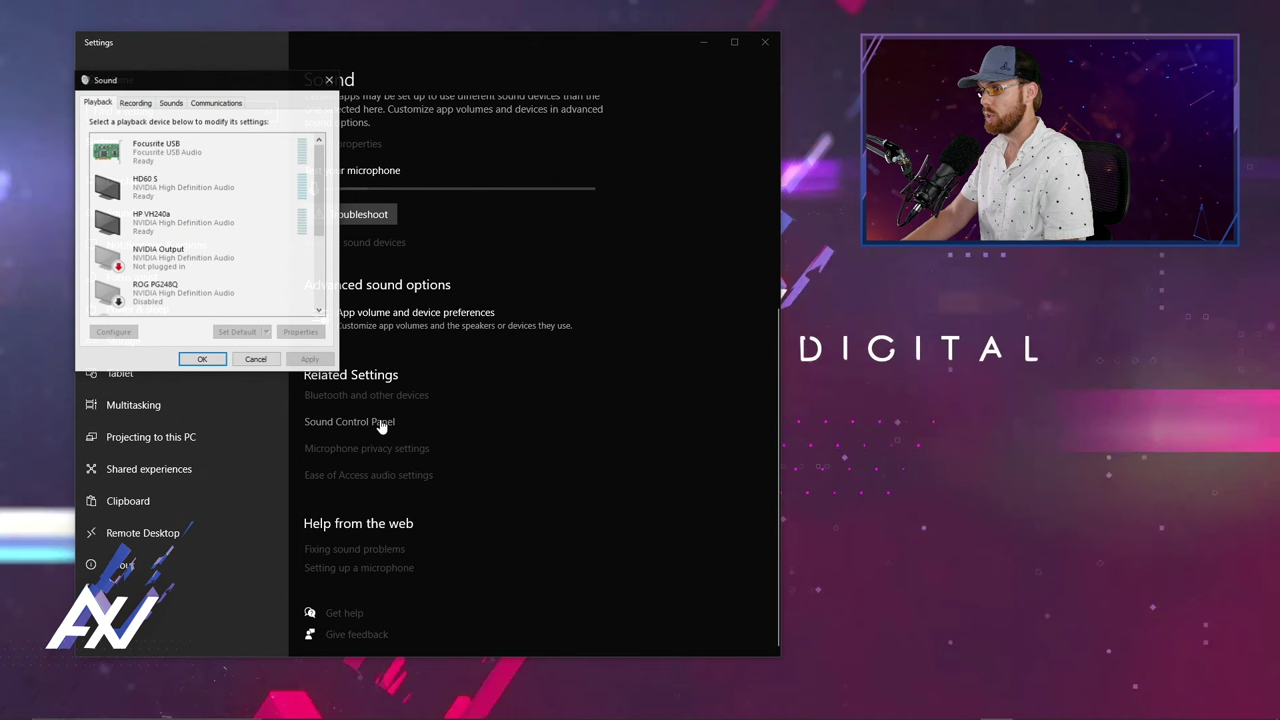 Settings
Sound
Playback
Recording
Sounds
Communications
Select a playback device below to modify its settings:
Focusrite USB
Focusrite USB Audio
Ready
HD60 S
NVIDIA High Definition Audio
Ready
HP VH240a
NVIDIA High Definition Audio
Ready
NVIDIA Output
NVIDIA High Definition Audio
Not plugged in
ROG PG248Q
NVIDIA High Definition Audio
Disabled
Configure
Set Default
Properties
OK
Cancel
Apply
Tablet
Multitasking
Projecting to this PC
Shared experiences
Clipboard
Remote Desktop
nd
apps may be set up to use different sound devices than the
one selected here. Customize app volumes and devices in advanced
sound options.
properties
your microphone
oubleshoot
sound devices
Advanced sound options
App volume and device preferences
Customize app volumes and the speakers or devices they use.
Related Settings
Bluetooth and other devices
Sound Control Panel
Microphone privacy settings
Ease of Access audio settings
Help from the web
Fixing sound problems
Setting up a microphone
Get help
Give feedback
DIGITAL